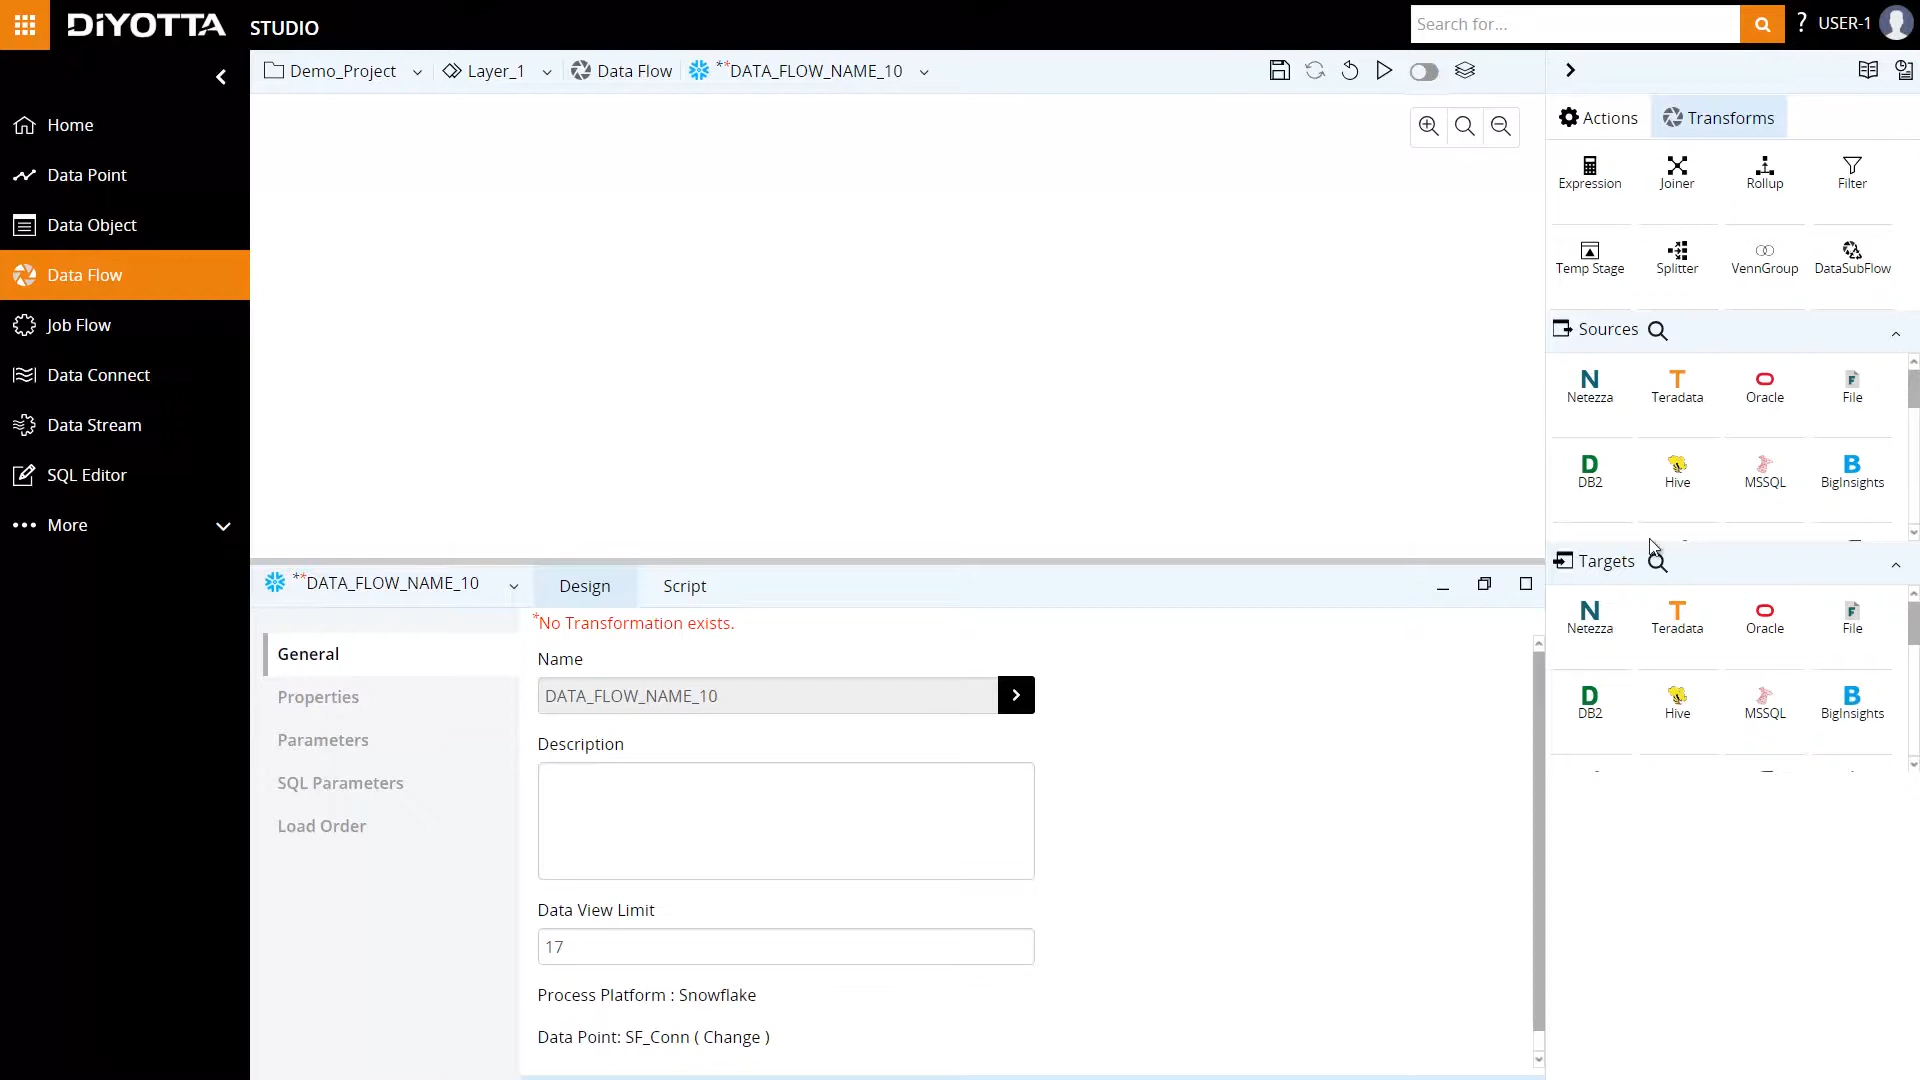 DiYOTTA STUDIO
Search for...
? USER-1
Home
Data Point
Data Object
Data Flow
Job Flow
Data Connect
Data Stream
SQL Editor
More
Demo_Project
Layer_1
Data Flow
**DATA_FLOW_NAME_10
Actions
Transforms
Expression
Joiner
Rollup
Filter
Temp Stage
Splitter
VennGroup
DataSubFlow
Sources
N
Netezza
T
Teradata
Oracle
F
File
D
DB2
Hive
MSSQL
B
BigInsights
Targets
N
Netezza
T
Teradata
Oracle
F
File
D
DB2
Hive
MSSQL
B
BigInsights
**DATA_FLOW_NAME_10
Design
Script
*No Transformation exists.
General
Properties
Parameters
SQL Parameters
Load Order
Name
DATA_FLOW_NAME_10
Description
Data View Limit
17
Process Platform : Snowflake
Data Point: SF_Conn ( Change )